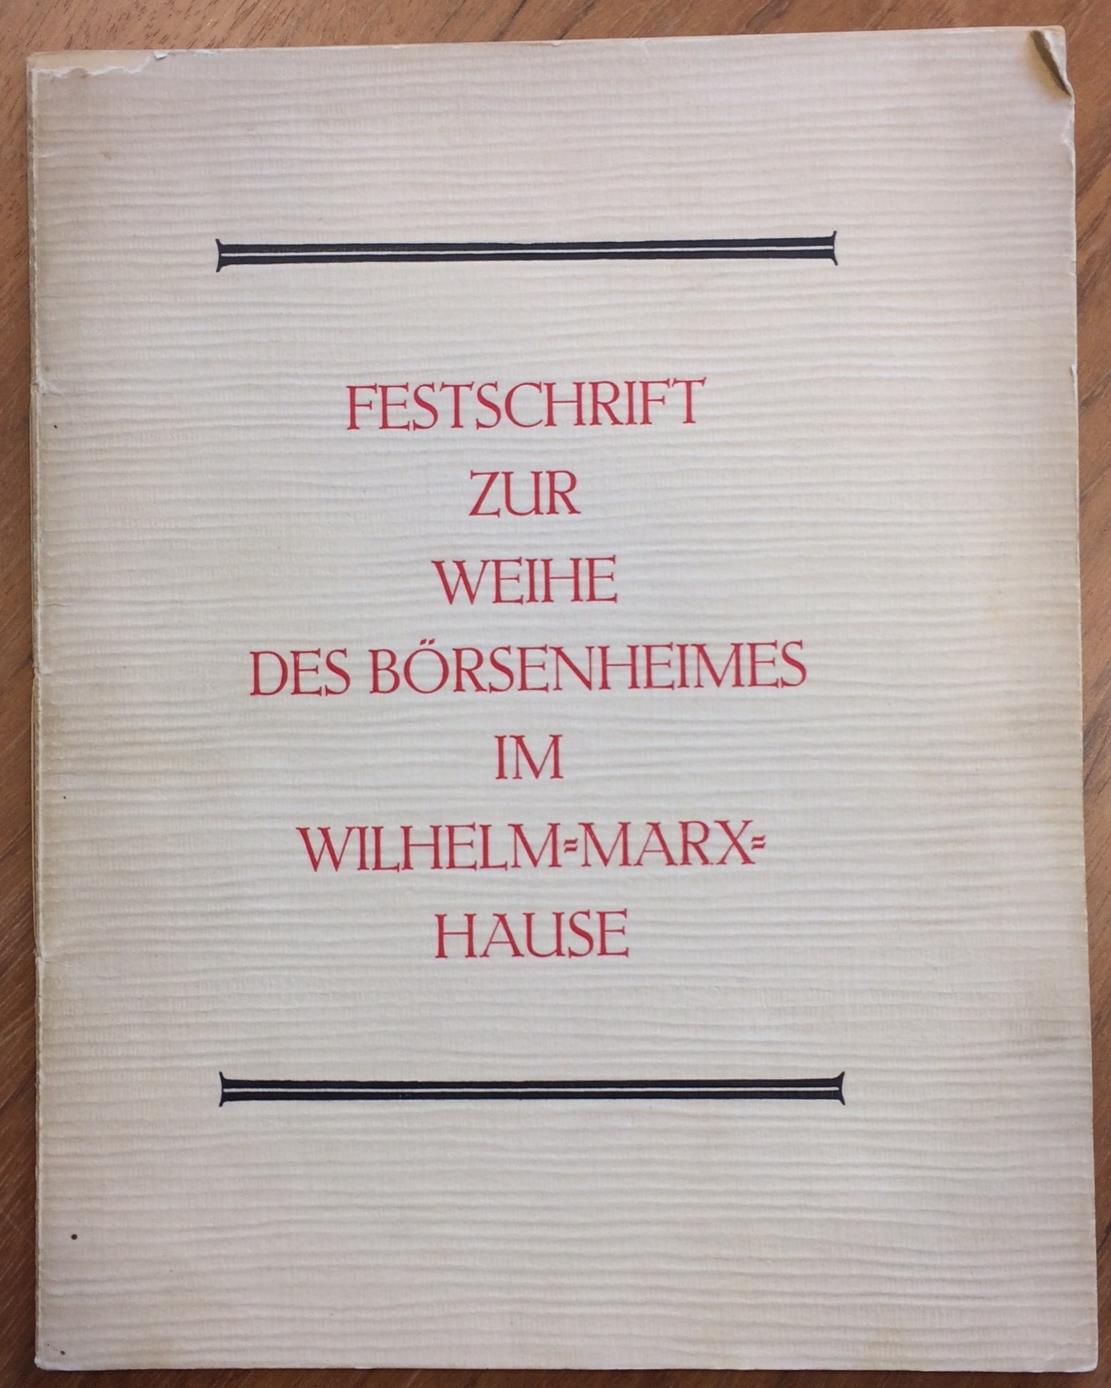 FESTSCHRIFT
ZUR
WEIHE
DES BÖRSENHEIMES
IM
WILHELM=MARX=
HAUSE